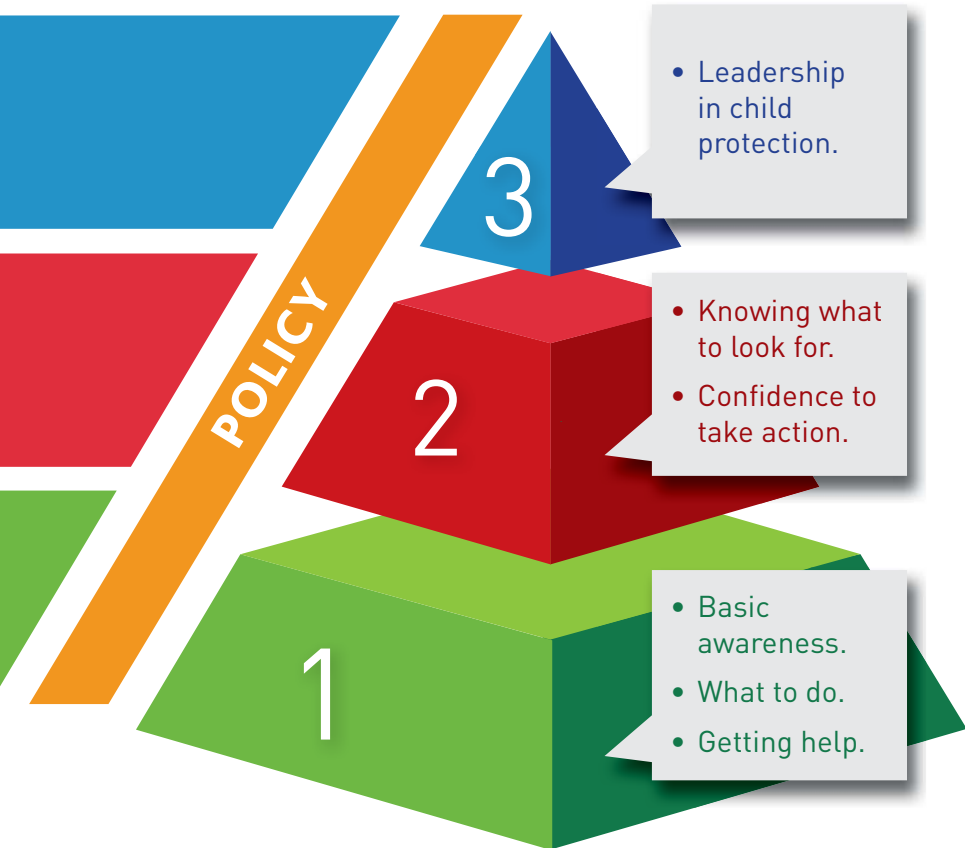 POLICY
3
• Leadership
in child
protection.
2
• Knowing what
to look for.
• Confidence to
take action.
1
• Basic
awareness.
• What to do.
• Getting help.